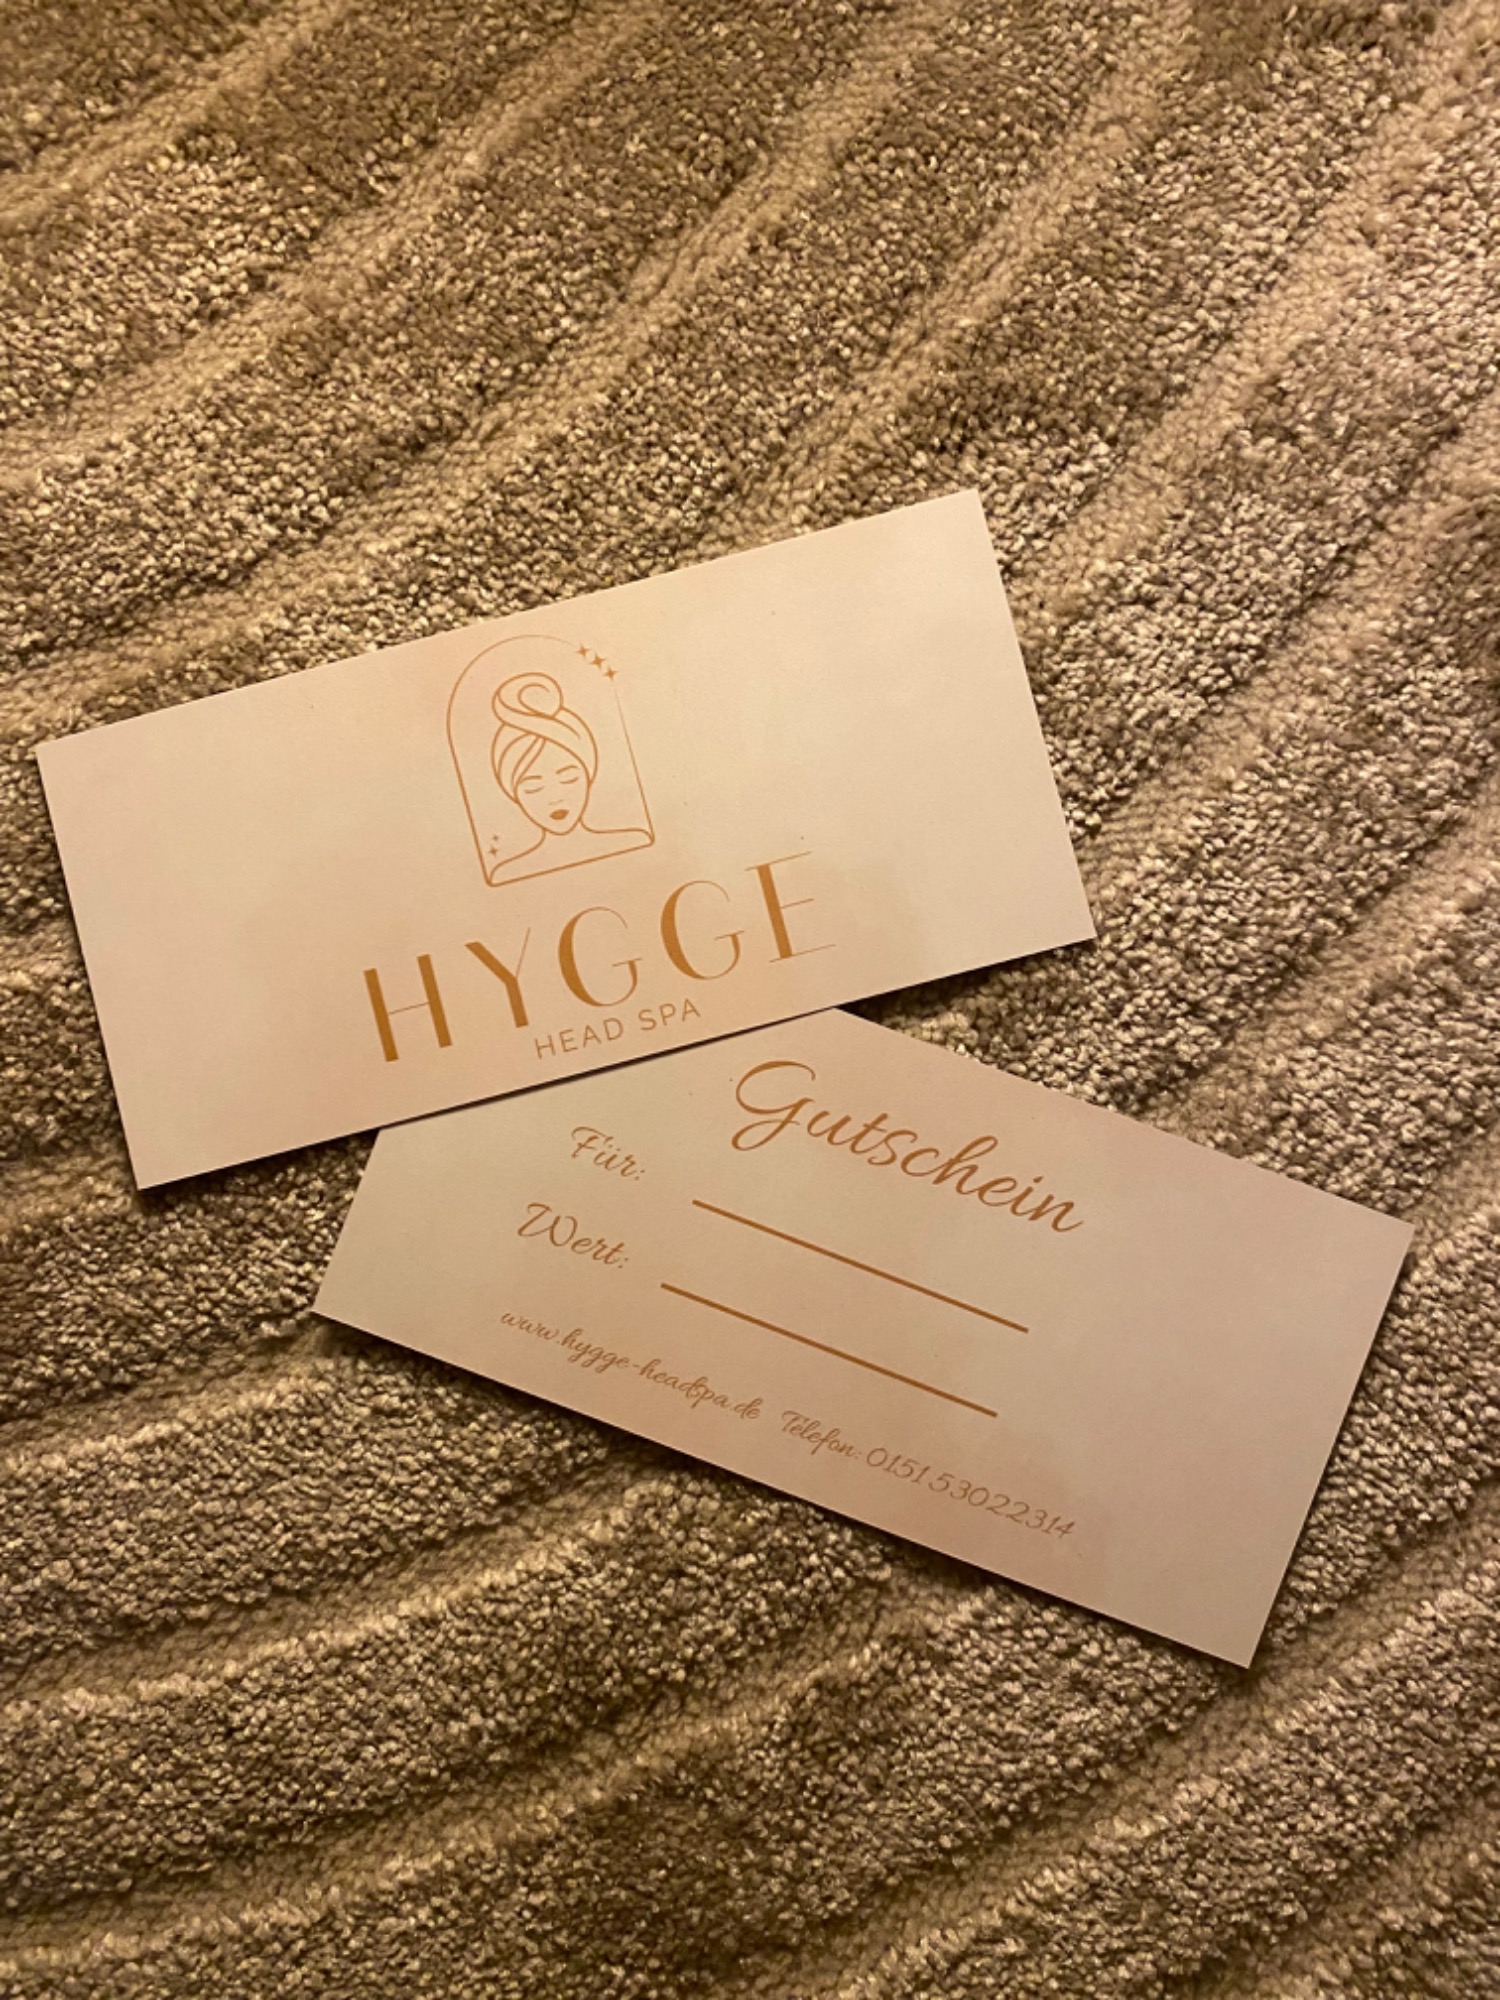 HYGGE
HEAD SPA
Gutschein
Für:
Wert:
www.hygge-headspa.de Telefon: 0151 53022314